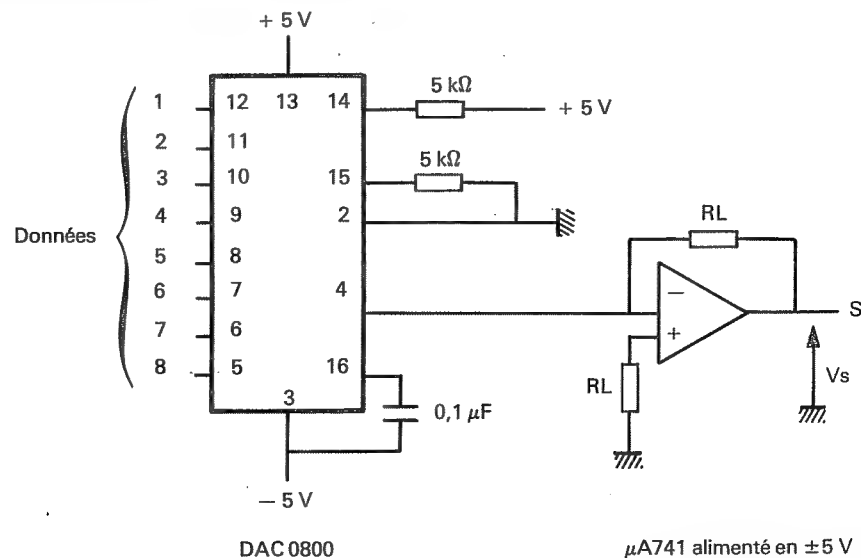 + 5 V
5 kΩ
1 12 13 14 + 5 V
2 11
5 kΩ
3 10 15
RL
4 9 2
Données
5 8
6 7 4
−
S
7 6
+
8 5 16
RL
Vs
3
0,1 μF
− 5 V
DAC 0800
μA741 alimenté en ±5 V